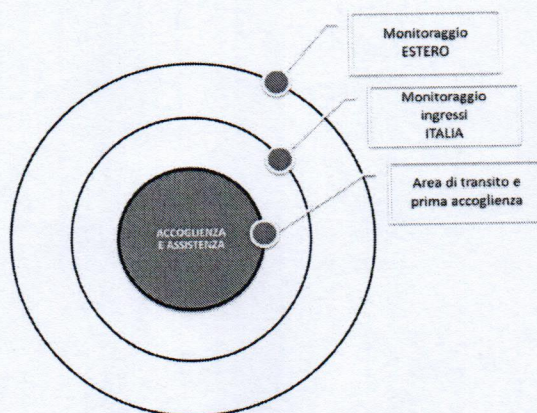 Monitoraggio
ESTERO
Monitoraggio
ingressi
ITALIA
Area di transito e
prima accoglienza
ACCOGLIENZA
E ASSISTENZA